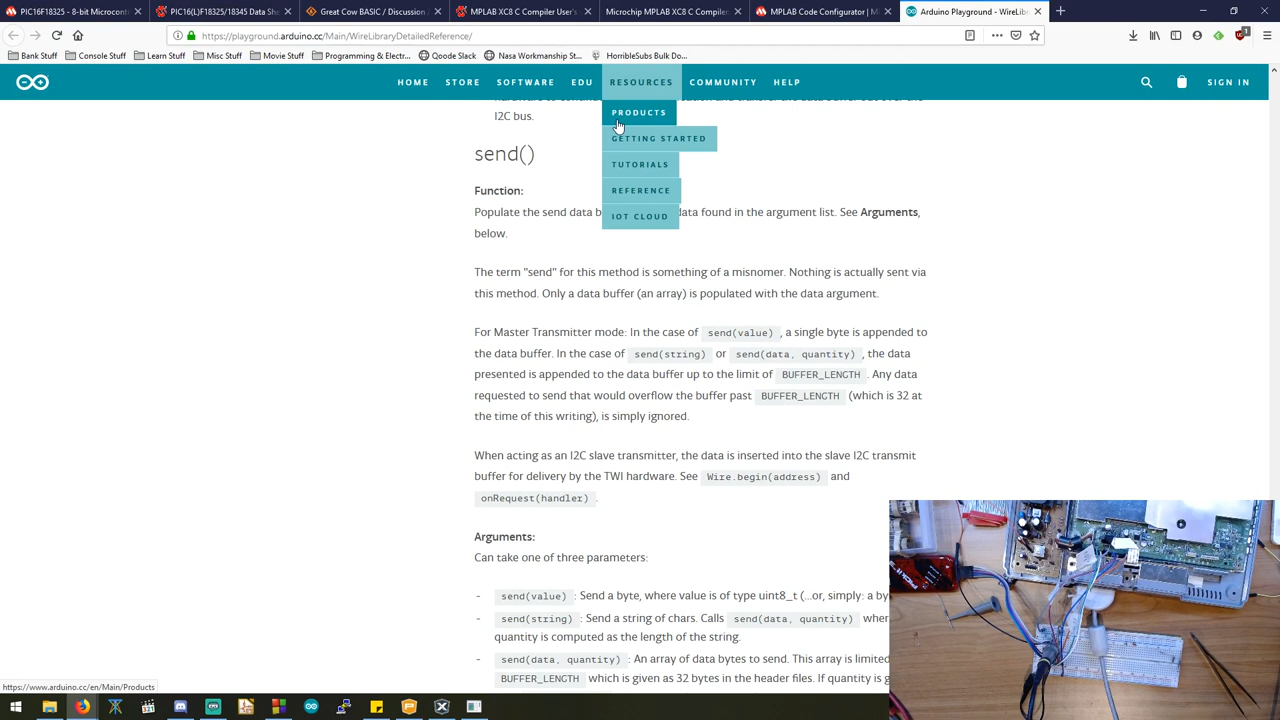 PIC16F18325 - 8-bit Microcont
PIC16(L)F18325/18345 Data She
Great Cow BASIC / Discussion /
MPLAB XC8 C Compiler User's
Microchip MPLAB XC8 C Compiler
MPLAB Code Configurator | Mi
Arduino Playground - WireLib
https://playground.arduino.cc/Main/WireLibraryDetailedReference/
Bank Stuff
Console Stuff
Learn Stuff
Misc Stuff
Movie Stuff
Programming & Electr...
Qoode Slack
Nasa Workmanship St...
HorribleSubs Bulk Do...
HOME
STORE
SOFTWARE
EDU
RESOURCES
COMMUNITY
HELP
SIGN IN
PRODUCTS
GETTING STARTED
TUTORIALS
REFERENCE
IOT CLOUD
I2C bus.
send()
Function:
Populate the send data b data found in the argument list. See Arguments,
below.
The term "send" for this method is something of a misnomer. Nothing is actually sent via
this method. Only a data buffer (an array) is populated with the data argument.
For Master Transmitter mode: In the case of send(value), a single byte is appended to
the data buffer. In the case of send(string) or send(data, quantity), the data
presented is appended to the data buffer up to the limit of BUFFER_LENGTH. Any data
requested to send that would overflow the buffer past BUFFER_LENGTH (which is 32 at
the time of this writing), is simply ignored.
When acting as an I2C slave transmitter, the data is inserted into the slave I2C transmit
buffer for delivery by the TWI hardware. See Wire.begin(address) and
onRequest(handler).
Arguments:
Can take one of three parameters:
- send(value): Send a byte, where value is of type uint8_t (...or, simply: a by
- send(string): Send a string of chars. Calls send(data, quantity) wher
quantity is computed as the length of the string.
- send(data, quantity): An array of data bytes to send. This array is limited
BUFFER_LENGTH which is given as 32 bytes in the header files. If quantity is g
https://www.arduino.cc/en/Main/Products